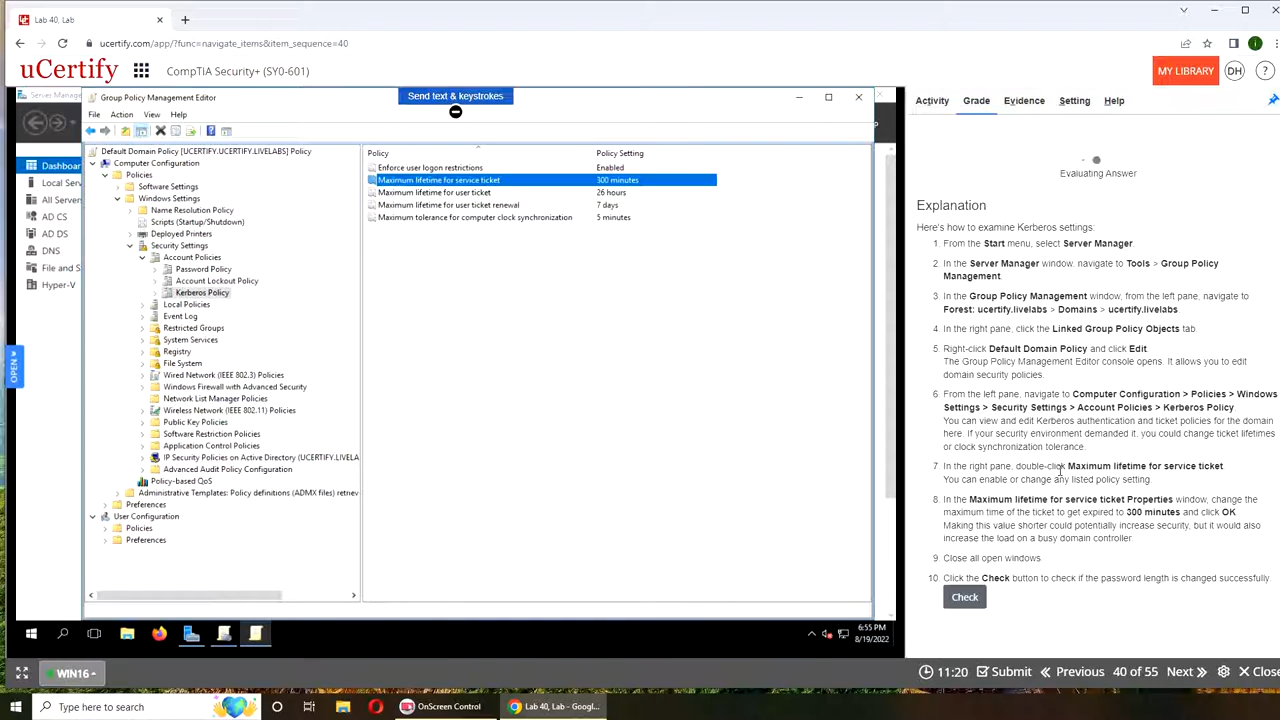 Lab 40, Lab
ucertify.com/app/?func=navigate_items&item_sequence=40
uCertify
CompTIA Security+ (SY0-601)
MY LIBRARY
DH
?
Server Manager
Group Policy Management Editor
Send text & keystrokes
File Action View Help
Activity Grade Evidence Setting Help
Default Domain Policy [UCERTIFY.UCERTIFY.LIVELABS] Policy
Computer Configuration
Policies
Software Settings
Windows Settings
Name Resolution Policy
Scripts (Startup/Shutdown)
Deployed Printers
Security Settings
Account Policies
Password Policy
Account Lockout Policy
Kerberos Policy
Local Policies
Event Log
Restricted Groups
System Services
Registry
File System
Wired Network (IEEE 802.3) Policies
Windows Firewall with Advanced Security
Network List Manager Policies
Wireless Network (IEEE 802.11) Policies
Public Key Policies
Software Restriction Policies
Application Control Policies
IP Security Policies on Active Directory (UCERTIFY.LIVELA
Advanced Audit Policy Configuration
Policy-based QoS
Administrative Templates: Policy definitions (ADMX files) retriev
Preferences
User Configuration
Policies
Preferences
Dashboar
Local Serv
All Servers
AD CS
AD DS
DNS
File and S
Hyper-V
OPEN
Policy Policy Setting
Enforce user logon restrictions Enabled
Maximum lifetime for service ticket 300 minutes
Maximum lifetime for user ticket 26 hours
Maximum lifetime for user ticket renewal 7 days
Maximum tolerance for computer clock synchronization 5 minutes
Evaluating Answer
Explanation
Here's how to examine Kerberos settings:
1. From the Start menu, select Server Manager.
2. In the Server Manager window, navigate to Tools > Group Policy
Management.
3. In the Group Policy Management window, from the left pane, navigate to
Forest: ucertify.livelabs > Domains > ucertify.livelabs.
4. In the right pane, click the Linked Group Policy Objects tab.
5 Right-click Default Domain Policy and click Edit.
The Group Policy Management Editor console opens. It allows you to edit
domain security policies.
6. From the left pane, navigate to Computer Configuration > Policies > Windows
Settings > Security Settings > Account Policies > Kerberos Policy.
You can view and edit Kerberos authentication and ticket policies for the domain
here. If your security environment demanded it, you could change ticket lifetimes
or clock synchronization tolerance.
7 In the right pane, double-click Maximum lifetime for service ticket.
You can enable or change any listed policy setting.
8. In the Maximum lifetime for service ticket Properties window, change the
maximum time of the ticket to get expired to 300 minutes and click OK.
Making this value shorter could potentially increase security, but it would also
increase the load on a busy domain controller.
9 Close all open windows.
10 Click the Check button to check if the password length is changed successfully.
Check
6:55 PM
8/19/2022
WIN16
11:20 Submit Previous 40 of 55 Next Close
Type here to search
OnScreen Control
Lab 40, Lab - Googl...